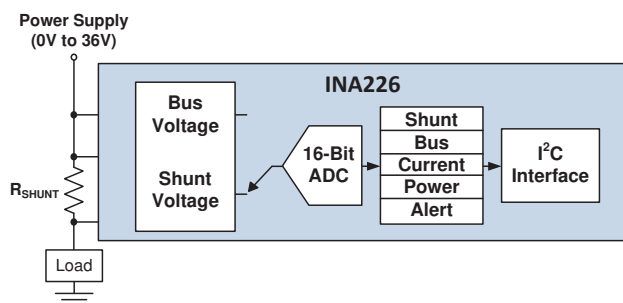 Power Supply
(0V to 36V)
INA226
Bus
Voltage
Shunt
Voltage
16-Bit
ADC
Shunt
Bus
Current
Power
Alert
I²C
Interface
RSHUNT
Load